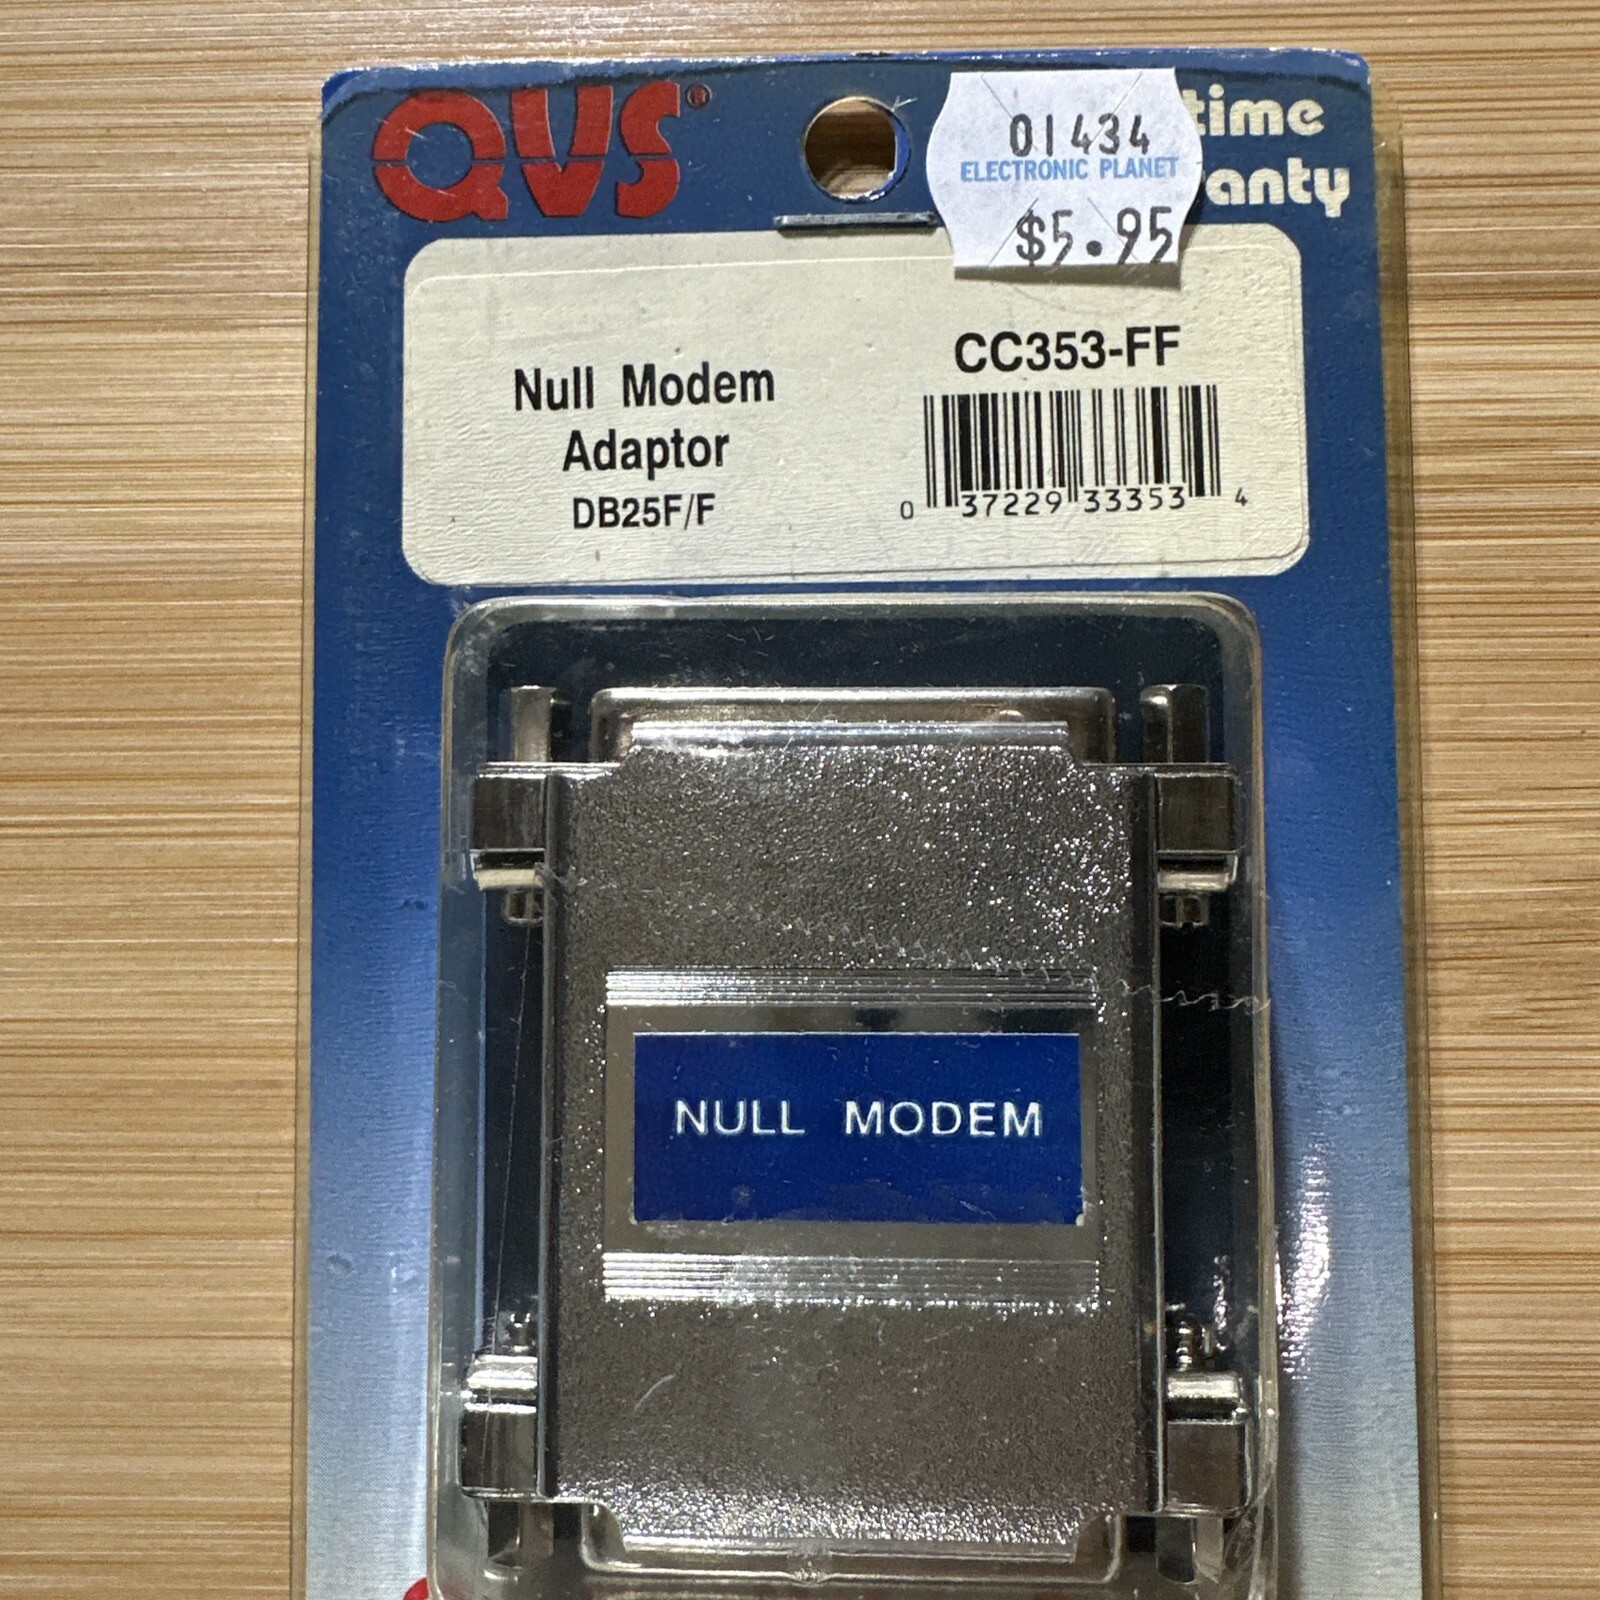 QVS®
time
anty
01434
ELECTRONIC PLANET
$5.95
Null Modem
Adaptor
DB25F/F
CC353-FF
0 37229 33353 4
NULL MODEM